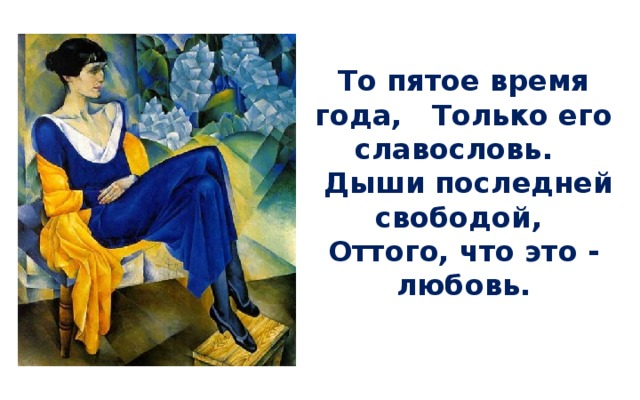 То пятое время
года, Только его
славословь.
Дыши последней
свободой,
Оттого, что это -
любовь.